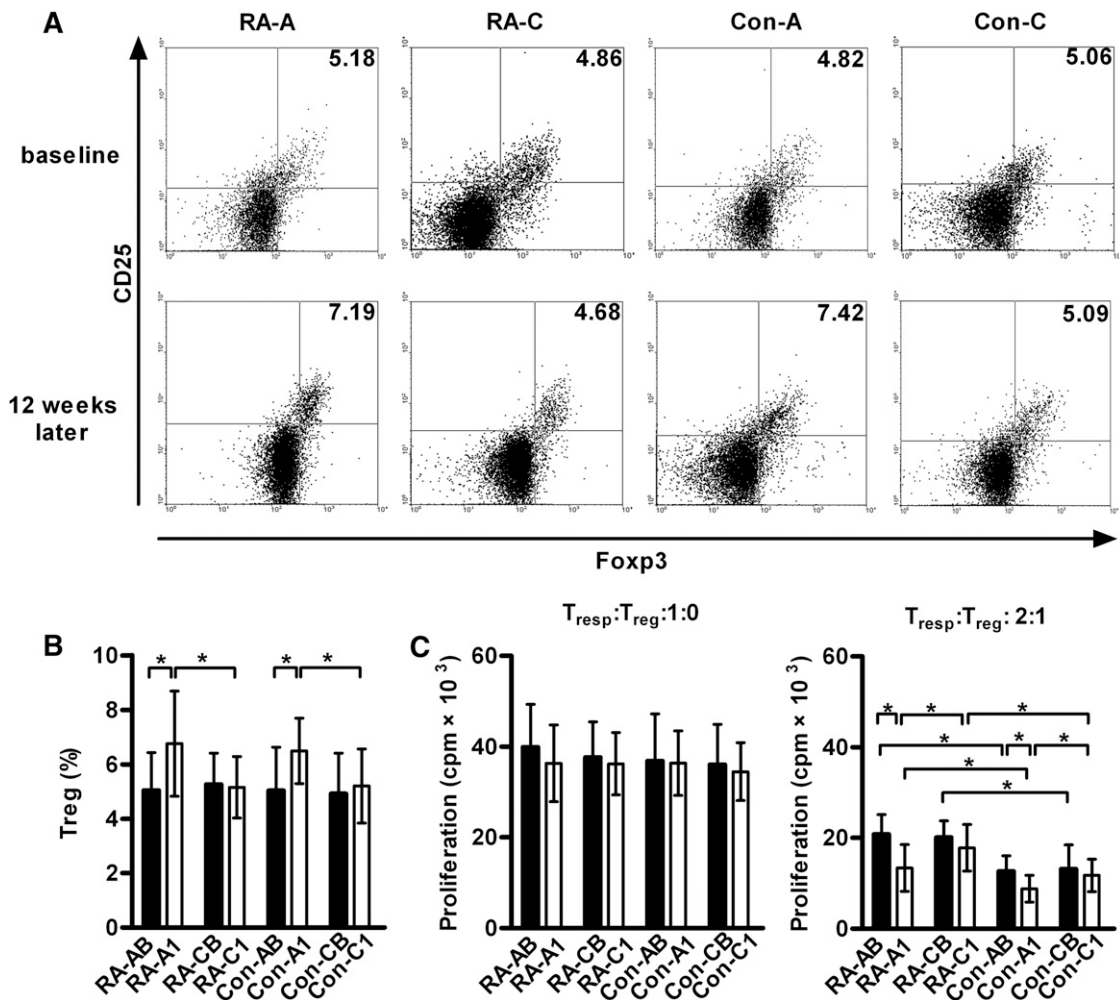 A
RA-A RA-C Con-A Con-C
5.18 4.86 4.82 5.06
baseline
7.19 4.68 7.42 5.09
12 weeks
later
CD25
Foxp3
10⁰ 10¹ 10² 10³ 10⁴
B
Treg (%)
10
8
6
4
2
0
* * * *
RA-AB
RA-A1
RA-CB
RA-C1
Con-AB
Con-A1
Con-CB
Con-C1
C
Tresp:Treg:1:0
Proliferation (cpm × 10 ³)
60
40
20
0
RA-AB
RA-A1
RA-CB
RA-C1
Con-AB
Con-A1
Con-CB
Con-C1
Tresp:Treg: 2:1
Proliferation (cpm × 10 ³)
60
40
20
0
* * *
* * *
*
*
RA-AB
RA-A1
RA-CB
RA-C1
Con-AB
Con-A1
Con-CB
Con-C1